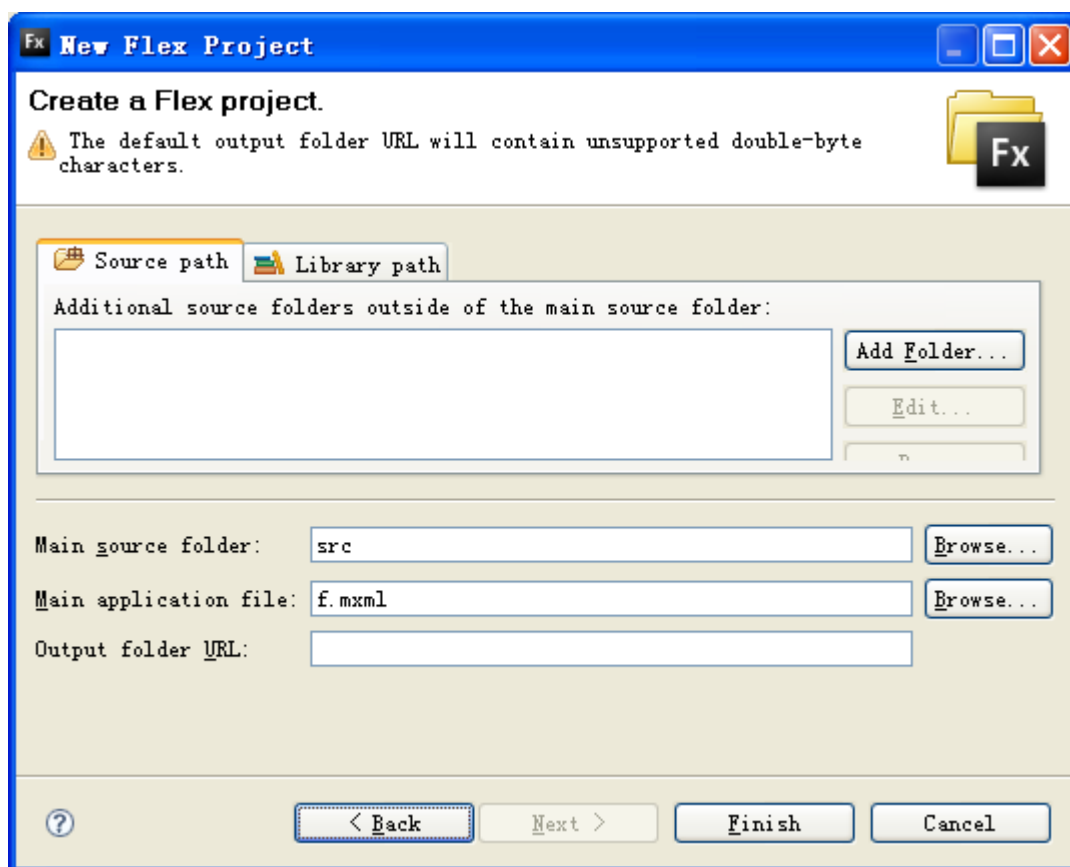 Fx New Flex Project
Create a Flex project.
The default output folder URL will contain unsupported double-byte
characters.
Fx
Source path
Library path
Additional source folders outside of the main source folder:
Add Folder...
Edit...
Main source folder:
src
Browse...
Main application file:
f.mxml
Browse...
Output folder URL:
?
< Back
Next >
Finish
Cancel